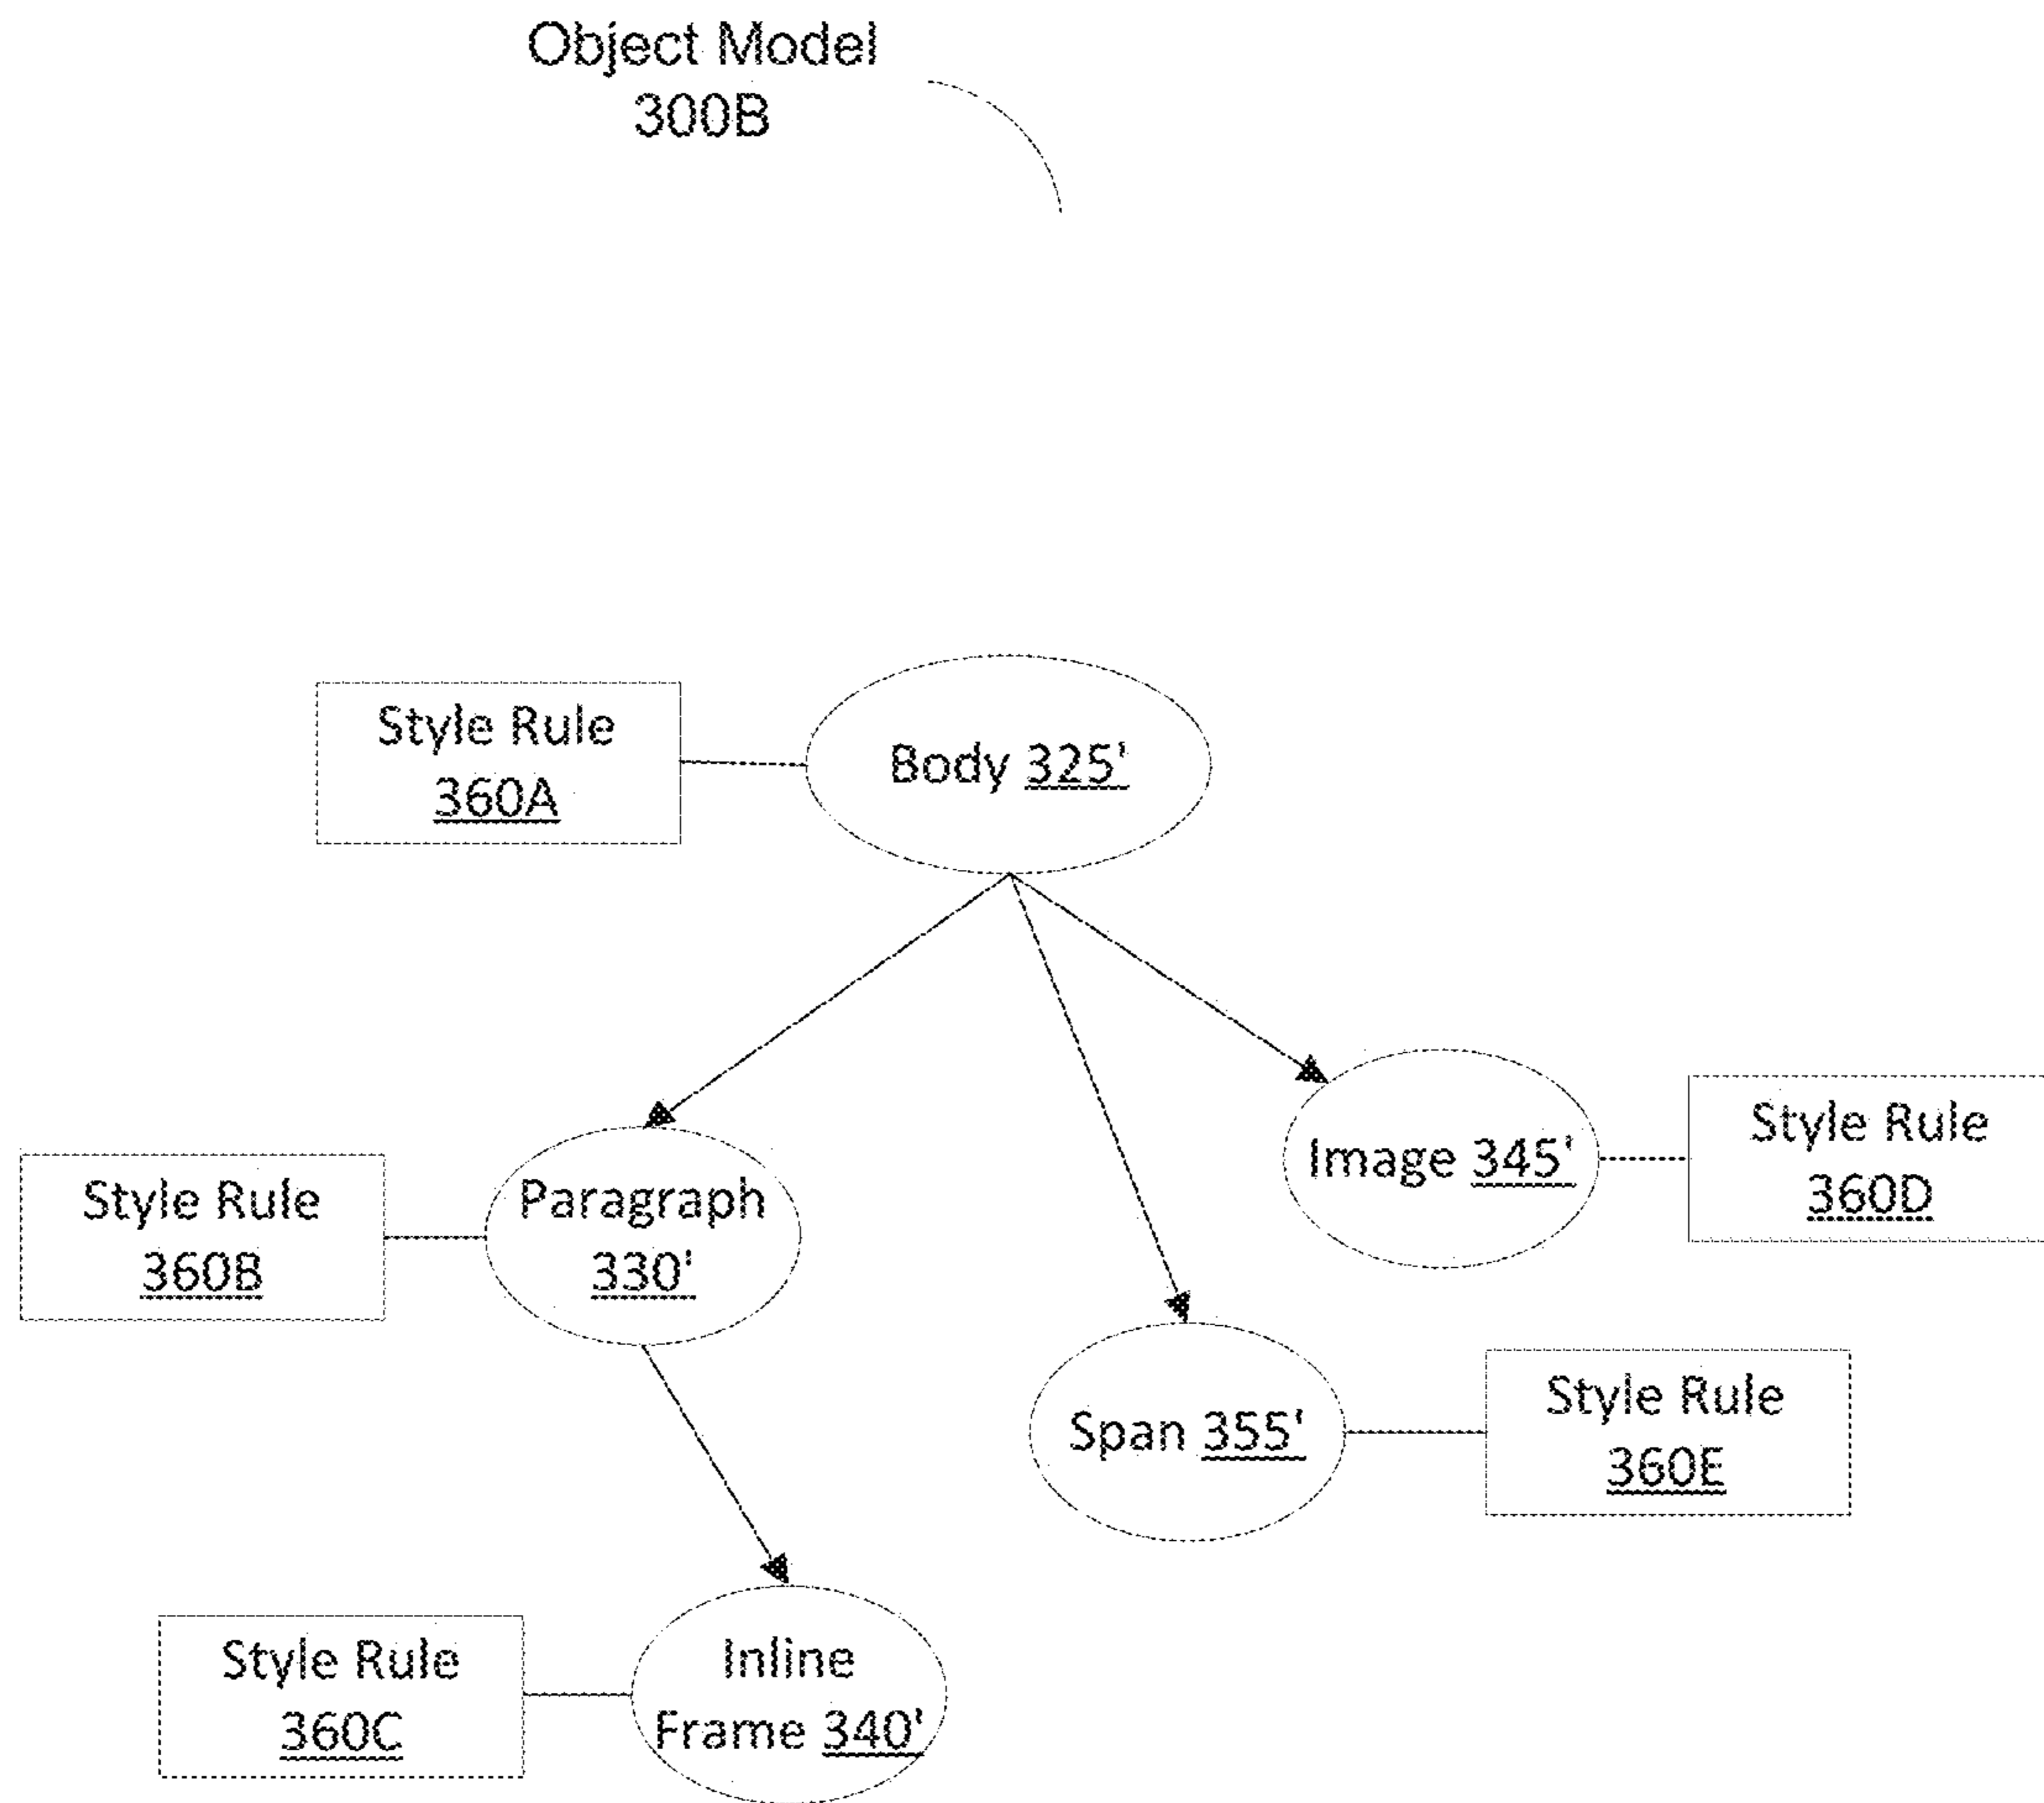 Object Model
300B
Style Rule
360A
Body 325'
Style Rule
360B
Paragraph
330'
Image 345'
Style Rule
360D
Span 355'
Style Rule
360E
Style Rule
360C
Inline
Frame 340'